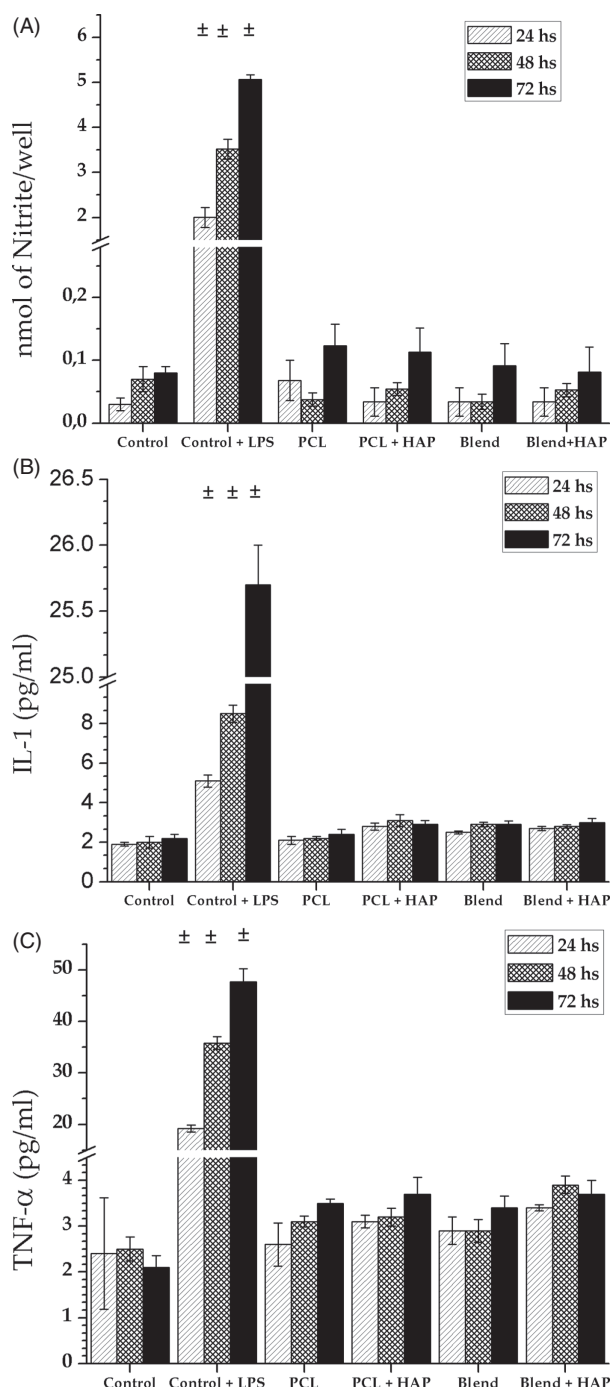 (A)
± ± ±
24 hs
48 hs
72 hs
6
5
4
3
2
0,2
0,1
0,0
nmol of Nitrite/well
Control Control + LPS PCL PCL + HAP Blend Blend+HAP
(B)
± ± ±
24 hs
48 hs
72 hs
26.5
26.0
25.5
25.0
8
6
4
2
0
IL-1 (pg/ml)
Control Control + LPS PCL PCL + HAP Blend Blend + HAP
(C)
± ± ±
24 hs
48 hs
72 hs
50
40
30
20
4
3
2
1
0
TNF-α (pg/ml)
Control Control + LPS PCL PCL + HAP Blend Blend + HAP